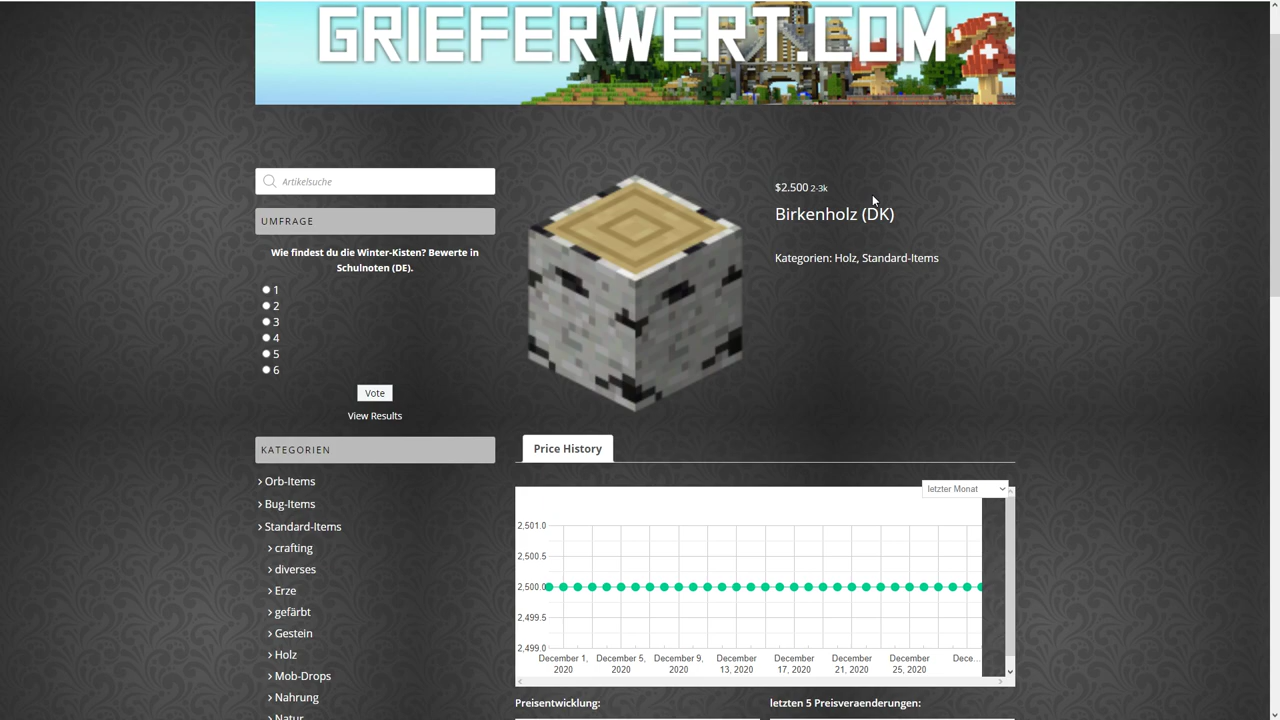 GRIEFERWERT.COM
Artikelsuche
UMFRAGE
Wie findest du die Winter-Kisten? Bewerte in
Schulnoten (DE).
1
2
3
4
5
6
Vote
View Results
KATEGORIEN
Orb-Items
Bug-Items
Standard-Items
crafting
diverses
Erze
gefärbt
Gestein
Holz
Mob-Drops
Nahrung
Natur
$2.500 2-3k
Birkenholz (DK)
Kategorien: Holz, Standard-Items
Price History
letzter Monat
2,501.0
2,500.5
2,500.0
2,499.5
2,499.0
December 1,
2020
December 5,
2020
December 9,
2020
December
13, 2020
December
17, 2020
December
21, 2020
December
25, 2020
Dece...
Preisentwicklung:
letzten 5 Preisveraenderungen: